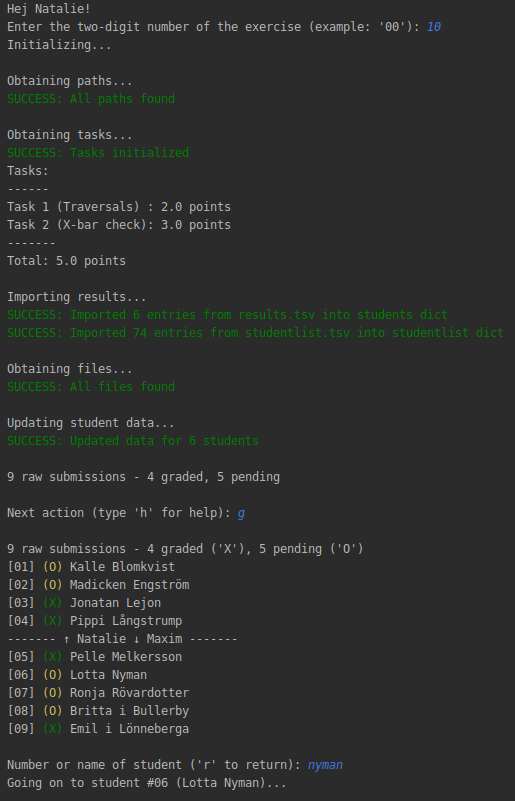 Hej Natalie!
Enter the two-digit number of the exercise (example: '00'): 10
Initializing...
Obtaining paths...
SUCCESS: All paths found
Obtaining tasks...
SUCCESS: Tasks initialized
Tasks:
------
Task 1 (Traversals) : 2.0 points
Task 2 (X-bar check): 3.0 points
-------
Total: 5.0 points
Importing results...
SUCCESS: Imported 6 entries from results.tsv into students dict
SUCCESS: Imported 74 entries from studentlist.tsv into studentlist dict
Obtaining files...
SUCCESS: All files found
Updating student data...
SUCCESS: Updated data for 6 students
9 raw submissions - 4 graded, 5 pending
Next action (type 'h' for help): g
9 raw submissions - 4 graded ('X'), 5 pending ('O')
[01] (O) Kalle Blomkvist
[02] (O) Madicken Engström
[03] (X) Jonatan Lejon
[04] (X) Pippi Långstrump
------- ↑ Natalie ↓ Maxim -------
[05] (X) Pelle Melkersson
[06] (O) Lotta Nyman
[07] (O) Ronja Rövardotter
[08] (O) Britta i Bullerby
[09] (X) Emil i Lönneberga
Number or name of student ('r' to return): nyman
Going on to student #06 (Lotta Nyman)...